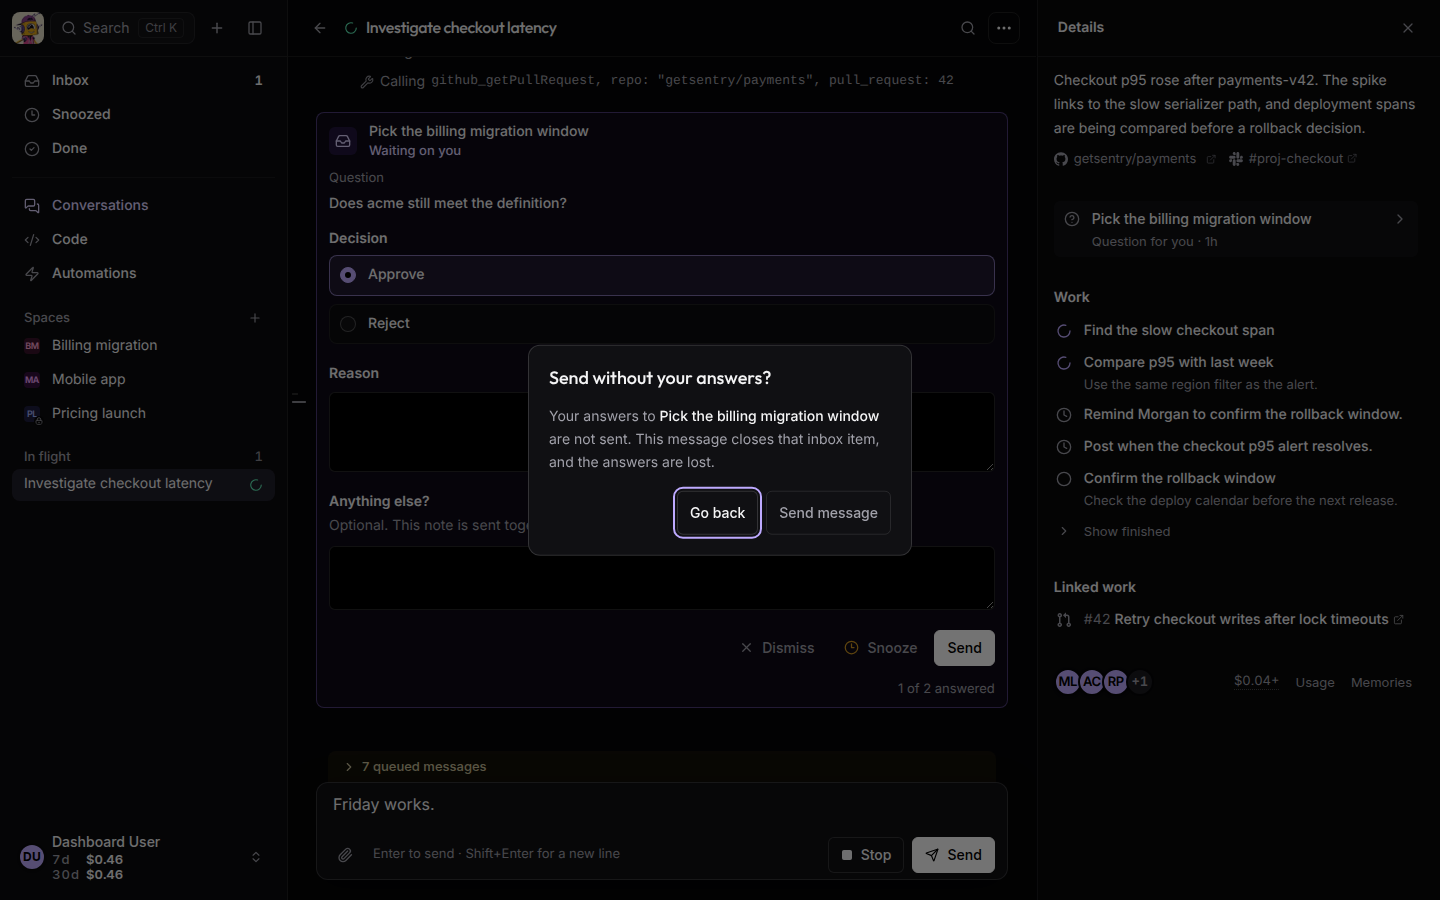 Search Ctrl K
Inbox 1
Snoozed
Done
Conversations
Code
Automations
Spaces
BM Billing migration
MA Mobile app
PL Pricing launch
In flight 1
Investigate checkout latency
DU Dashboard User
7d $0.46
30d $0.46
Investigate checkout latency
Calling github_getPullRequest, repo: "getsentry/payments", pull_request: 42
Pick the billing migration window
Waiting on you
Question
Does acme still meet the definition?
Decision
Approve
Reject
Reason
Anything else?
Optional. This note is sent
Dismiss Snooze Send
1 of 2 answered
Send without your answers?
Your answers to Pick the billing migration window
are not sent. This message closes that inbox item,
and the answers are lost.
Go back Send message
7 queued messages
Friday works.
Enter to send · Shift+Enter for a new line
Stop Send
Details
Checkout p95 rose after payments-v42. The spike
links to the slow serializer path, and deployment spans
are being compared before a rollback decision.
getsentry/payments #proj-checkout
Pick the billing migration window
Question for you · 1h
Work
Find the slow checkout span
Compare p95 with last week
Use the same region filter as the alert.
Remind Morgan to confirm the rollback window.
Post when the checkout p95 alert resolves.
Confirm the rollback window
Check the deploy calendar before the next release.
Show finished
Linked work
#42 Retry checkout writes after lock timeouts
ML AC RP +1 $0.04+ Usage Memories